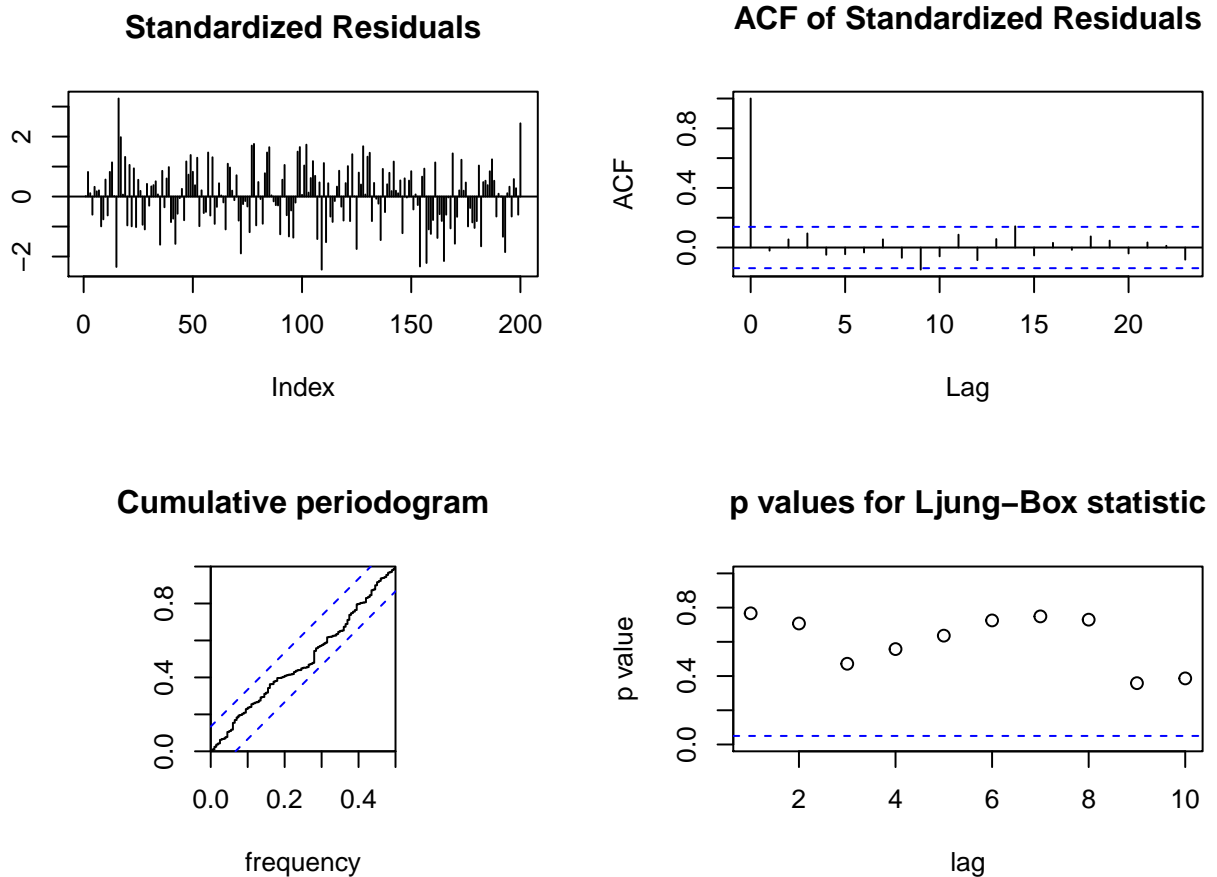 Standardized Residuals
2
0
−2
0 50 100 150 200
Index
ACF of Standardized Residuals
0.8
0.4
0.0
ACF
0 5 10 15 20
Lag
Cumulative periodogram
0.8
0.4
0.0
0.0 0.2 0.4
frequency
p values for Ljung−Box statistic
0.8
0.4
0.0
p value
2 4 6 8 10
lag